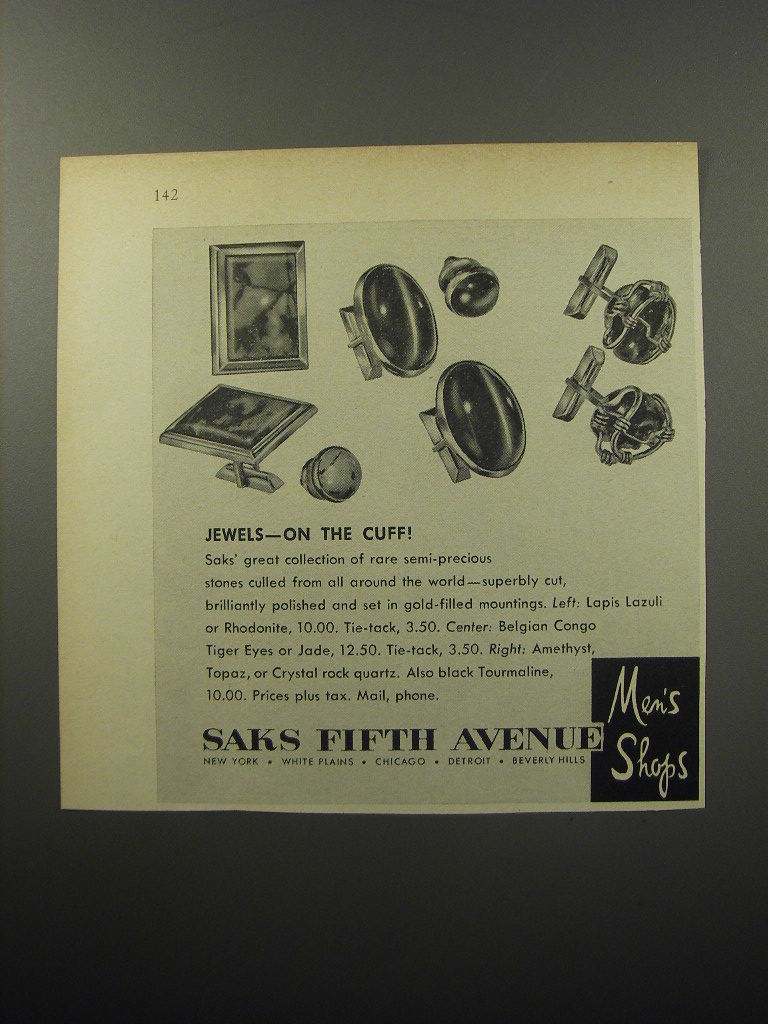 142
JEWELS—ON THE CUFF!
Saks' great collection of rare semi-precious
stones culled from all around the world—superbly cut,
brilliantly polished and set in gold-filled mountings. Left: Lapis Lazuli
or Rhodonite, 10.00. Tie-tack, 3.50. Center: Belgian Congo
Tiger Eyes or Jade, 12.50. Tie-tack, 3.50. Right: Amethyst,
Topaz, or Crystal rock quartz. Also black Tourmaline,
10.00. Prices plus tax. Mail, phone.
SAKS FIFTH AVENUE
NEW YORK • WHITE PLAINS • CHICAGO • DETROIT • BEVERLY HILLS
Men's
Shops